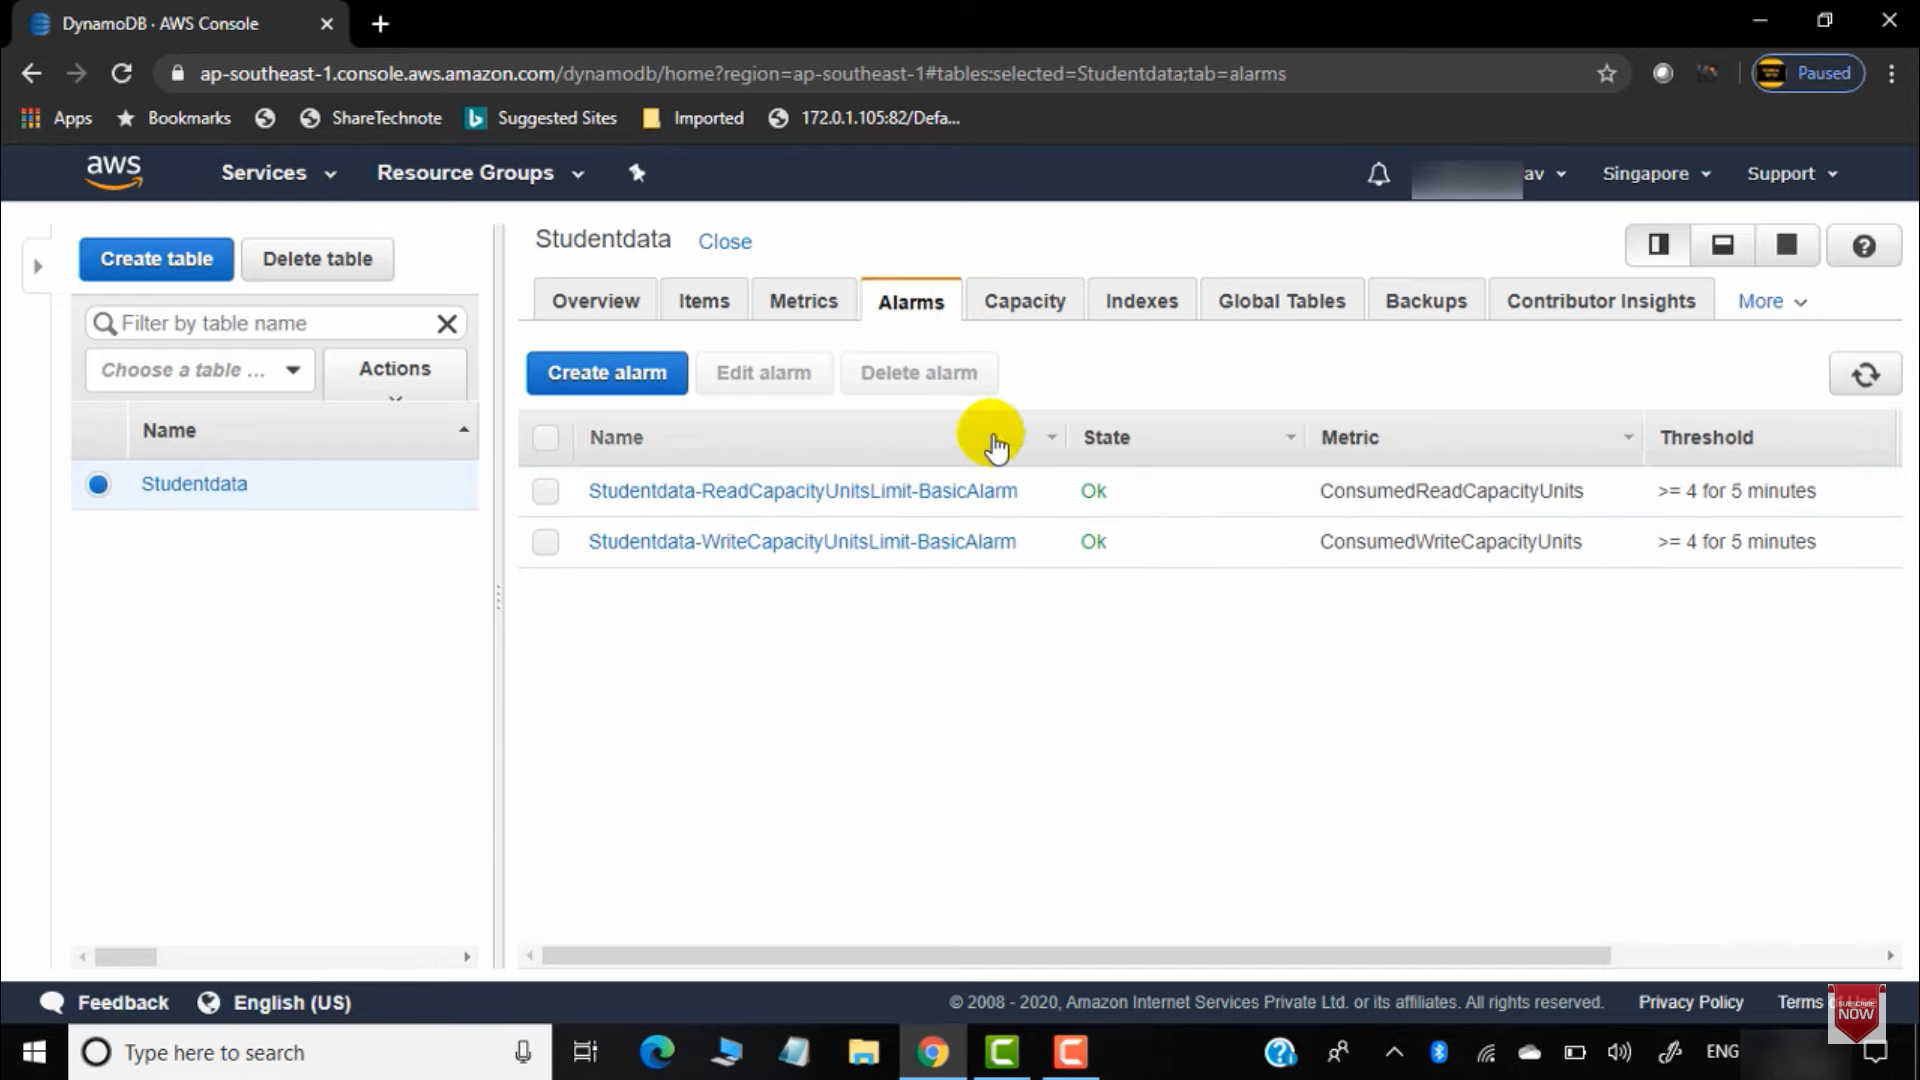 DynamoDB · AWS Console
ap-southeast-1.console.aws.amazon.com/dynamodb/home?region=ap-southeast-1#tables:selected=Studentdata;tab=alarms
Paused
Apps Bookmarks ShareTechnote Suggested Sites Imported 172.0.1.105:82/Defa...
aws Services Resource Groups av Singapore Support
Create table Delete table
Filter by table name
Choose a table ... Actions
Name
Studentdata
Studentdata Close
Overview Items Metrics Alarms Capacity Indexes Global Tables Backups Contributor Insights More
Create alarm Edit alarm Delete alarm
Name State Metric Threshold
Studentdata-ReadCapacityUnitsLimit-BasicAlarm Ok ConsumedReadCapacityUnits >= 4 for 5 minutes
Studentdata-WriteCapacityUnitsLimit-BasicAlarm Ok ConsumedWriteCapacityUnits >= 4 for 5 minutes
Feedback English (US) © 2008 - 2020, Amazon Internet Services Private Ltd. or its affiliates. All rights reserved. Privacy Policy Terms
SUBSCRIBE
NOW
Type here to search ENG